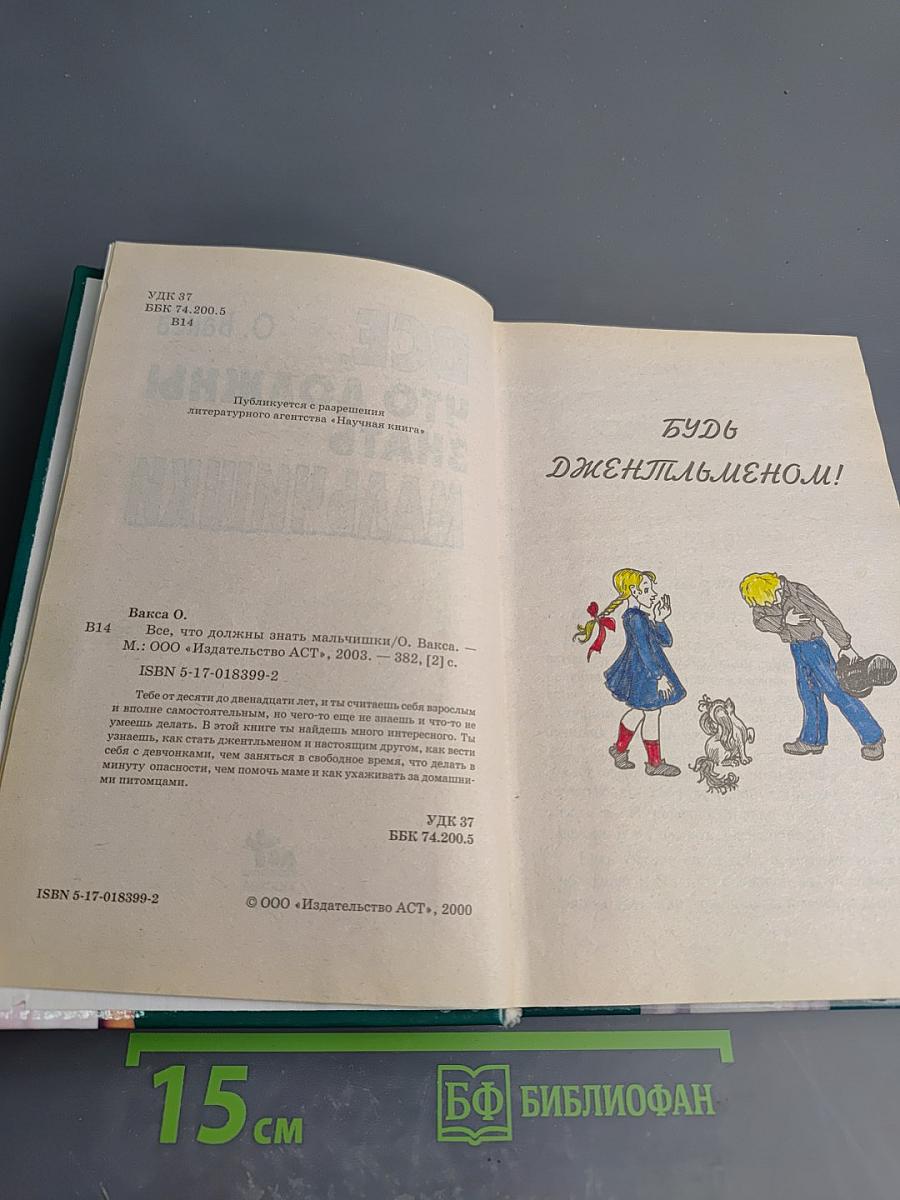 УДК 37
ББК 74.200.5
В14
Публикуется с разрешения
литературного агентства «Научная книга»
Вакса О.
В14 Все, что должны знать мальчишки/О. Вакса. —
М.: ООО «Издательство АСТ», 2003. — 382, [2] с.
ISBN 5-17-018399-2
Тебе от десяти до двенадцати лет, и ты считаешь себя взрослым
и вполне самостоятельным, но чего-то еще не знаешь и что-то не
умеешь делать. В этой книге ты найдешь много интересного. Ты
узнаешь, как стать джентльменом и настоящим другом, как вести
себя с девчонками, чем заняться в свободное время, что делать в
минуту опасности, чем помочь маме и как ухаживать за домашни-
ми питомцами.
УДК 37
ББК 74.200.5
ISBN 5-17-018399-2
© ООО «Издательство АСТ», 2000
БУДЬ
ДЖЕНТЛЬМЕНОМ!
15 см
БФ БИБЛИОФАН